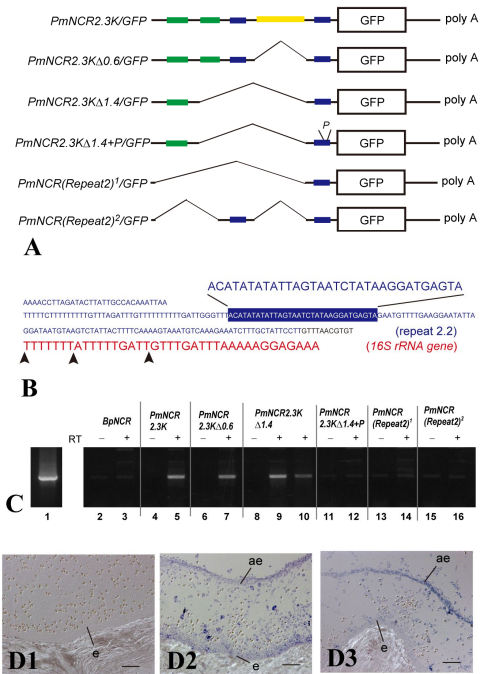 A
PmNCR2.3K/GFP GFP poly A
PmNCR2.3KΔ0.6/GFP GFP poly A
PmNCR2.3KΔ1.4/GFP GFP poly A
P
PmNCR2.3KΔ1.4+P/GFP GFP poly A
PmNCR(Repeat2)¹/GFP GFP poly A
PmNCR(Repeat2)²/GFP GFP poly A
ACATATATATTAGTAATCTATAAGGATGAGTA
AAAACCTTAGATACTTATTGCCACAAATTAA
TTTTTCTTTTTTTTTGTTTAGATTTGTTTTTTTTTTGATTGGGTTTACATATATATTAGTAATCTATAAGGATGAGTAGAATGTTTTGAAGGAATATTA
GGATAATGTAAGTCTATTACTTTTCAAAAGTAAATGTCAAAGAAATCTTTGCTATTCCTTGTTTAACGTGT (repeat 2.2)
TTTTTTTATTTTTGATTGTTTGATTTAAAAAGGAGAAA (16S rRNA gene)
B
BpNCR PmNCR 2.3K PmNCR 2.3KΔ0.6 PmNCR2.3K Δ1.4 PmNCR 2.3KΔ1.4+P PmNCR (Repeat2)¹ PmNCR (Repeat2)²
RT – + – + – + – + + – + – + – +
C
1 2 3 4 5 6 7 8 9 10 11 12 13 14 15 16
D1 e
D2 ae e
D3 ae e